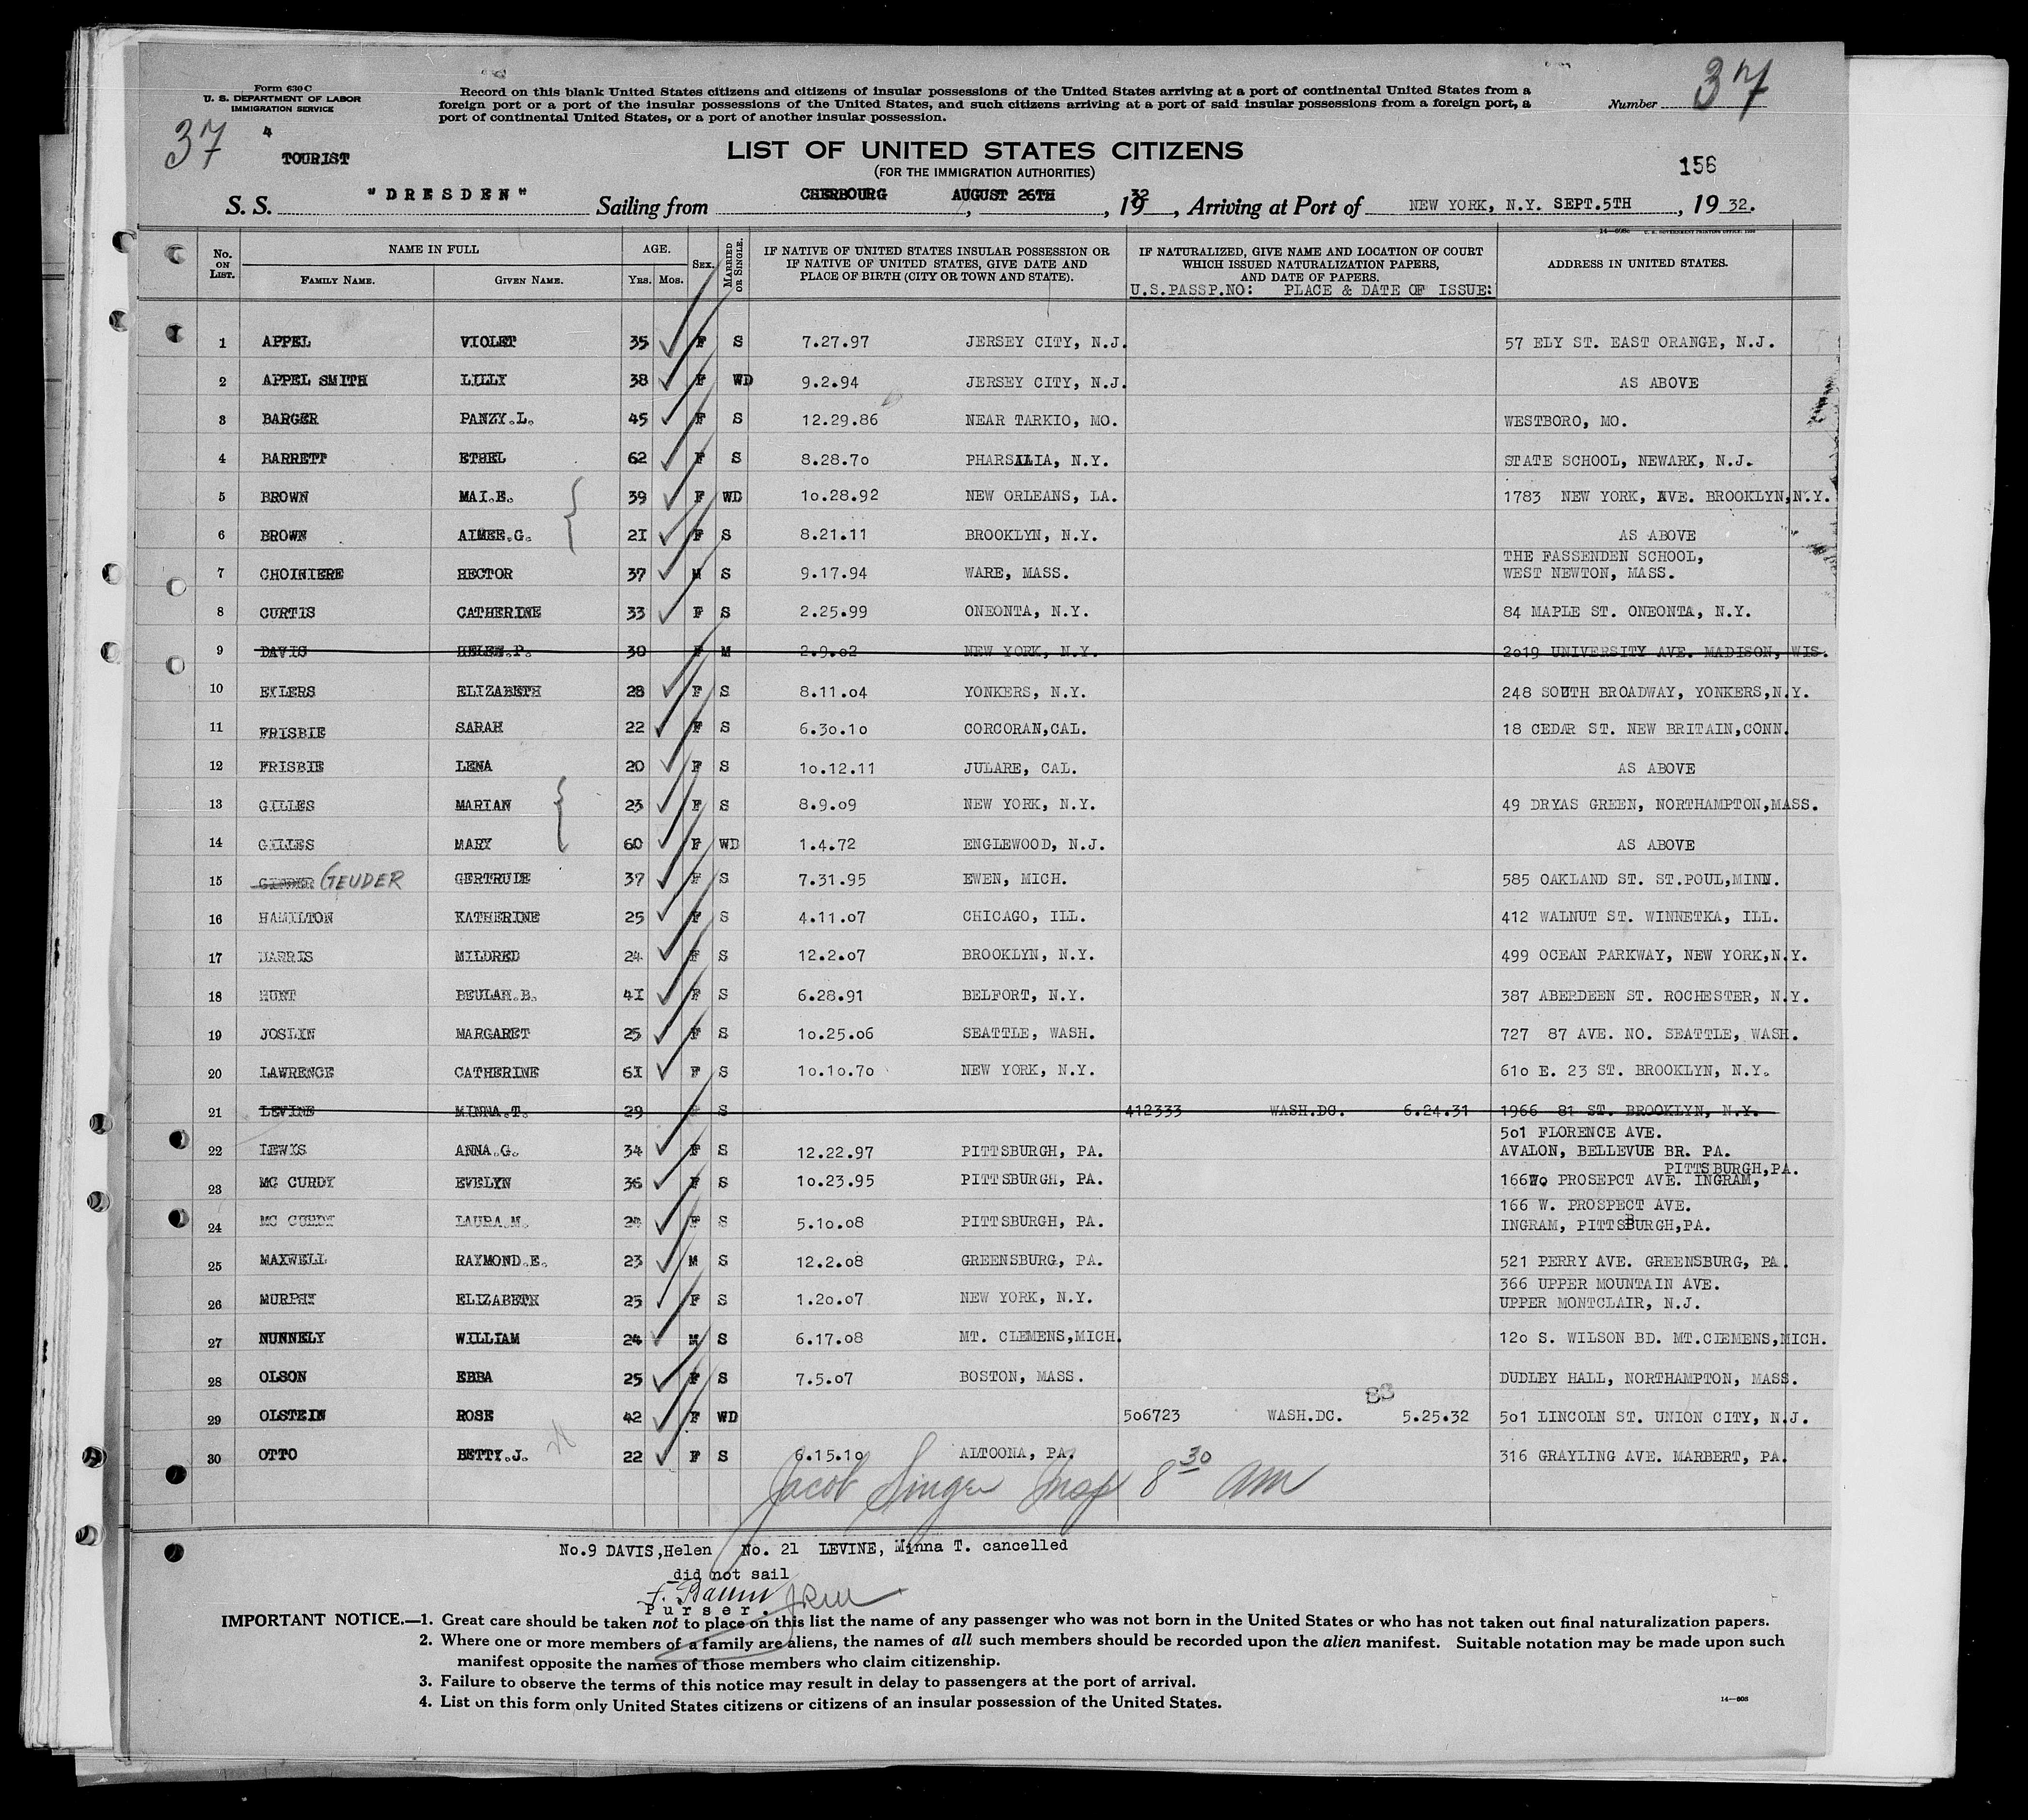 Form 630 C
U. S. DEPARTMENT OF LABOR
IMMIGRATION SERVICE
Record on this blank United States citizens and citizens of insular possessions of the United States arriving at a port of continental United States from a
foreign port or a port of the insular possessions of the United States, and such citizens arriving at a port of said insular possessions from a foreign port, a
port of continental United States, or a port of another insular possession.
Number 37
37 4
TOURIST
LIST OF UNITED STATES CITIZENS
(FOR THE IMMIGRATION AUTHORITIES)
156
S. S. "DRESDEN" Sailing from CHERBOURG, AUGUST 26TH, 1932, Arriving at Port of NEW YORK, N.Y. SEPT.5TH, 1932.
No. ON LIST. NAME IN FULL FAMILY NAME. GIVEN NAME. AGE. YRS. MOS. SEX. MARRIED OR SINGLE. IF NATIVE OF UNITED STATES INSULAR POSSESSION OR IF NATIVE OF UNITED STATES, GIVE DATE AND PLACE OF BIRTH (CITY OR TOWN AND STATE). IF NATURALIZED, GIVE NAME AND LOCATION OF COURT WHICH ISSUED NATURALIZATION PAPERS, AND DATE OF PAPERS. ADDRESS IN UNITED STATES.
U.S.PASSP.NO: PLACE & DATE OF ISSUE:
1 APPEL VIOLET 35 F S 7.27.97 JERSEY CITY, N.J. 57 ELY ST. EAST ORANGE, N.J.
2 APPEL SMITH LILLY 38 F WD 9.2.94 JERSEY CITY, N.J. AS ABOVE
3 BARGER PANZY.L. 45 F S 12.29.86 NEAR TARKIO, MO. WESTBORO, MO.
4 BARRETT ETHEL 62 F S 8.28.70 PHARSALIA, N.Y. STATE SCHOOL, NEWARK, N.J.
5 BROWN MAI.E. 39 F WD 10.28.92 NEW ORLEANS, LA. 1783 NEW YORK, AVE. BROOKLYN,N.Y.
6 BROWN AIMEE.G. 21 F S 8.21.11 BROOKLYN, N.Y. AS ABOVE
7 CHOINIERE HECTOR 37 M S 9.17.94 WARE, MASS. THE FASSENDEN SCHOOL,
WEST NEWTON, MASS.
8 CURTIS CATHERINE 33 F S 2.25.99 ONEONTA, N.Y. 84 MAPLE ST. ONEONTA, N.Y.
9 DAVIS HELEN.P. 30 F M 2.9.02 NEW YORK, N.Y. 2019 UNIVERSITY AVE. MADISON, WIS.
10 EILERS ELIZABETH 28 F S 8.11.04 YONKERS, N.Y. 248 SOUTH BROADWAY, YONKERS,N.Y.
11 FRISBIE SARAH 22 F S 6.30.10 CORCORAN,CAL. 18 CEDAR ST. NEW BRITAIN,CONN.
12 FRISBIE LENA 20 F S 10.12.11 JULARE, CAL. AS ABOVE
13 GILLES MARIAN 23 F S 8.9.09 NEW YORK, N.Y. 49 DRYAS GREEN, NORTHAMPTON,MASS.
14 GILLES MARY 60 F WD 1.4.72 ENGLEWOOD, N.J. AS ABOVE
15 GEUDER GERTRUDE 37 F S 7.31.95 EWEN, MICH. 585 OAKLAND ST. ST.POUL,MINN.
16 HAMILTON KATHERINE 25 F S 4.11.07 CHICAGO, ILL. 412 WALNUT ST. WINNETKA, ILL.
17 HARRIS MILDRED 24 F S 12.2.07 BROOKLYN, N.Y. 499 OCEAN PARKWAY, NEW YORK,N.Y.
18 HUNT BEULAH.B. 41 F S 6.28.91 BELFORT, N.Y. 387 ABERDEEN ST. ROCHESTER, N.Y.
19 JOSLIN MARGARET 25 F S 10.25.06 SEATTLE, WASH. 727 87 AVE. NO. SEATTLE, WASH.
20 LAWRENCE CATHERINE 61 F S 10.10.70 NEW YORK, N.Y. 610 E. 23 ST. BROOKLYN, N.Y.
21 LEVINE MINNA.T. 29 F S 412333 WASH.DC. 6.24.31 1966 81 ST. BROOKLYN, N.Y.
22 LEWIS ANNA.G. 34 F S 12.22.97 PITTSBURGH, PA. 501 FLORENCE AVE.
AVALON, BELLEVUE BR. PA.
PITTSBURGH,PA.
23 MC CURDY EVELYN 36 F S 10.23.95 PITTSBURGH, PA. 166W. PROSEPCT AVE. INGRAM,
24 MC CURDY LAURA.M. 24 F S 5.10.08 PITTSBURGH, PA. 166 W. PROSPECT AVE.
INGRAM, PITTSBURGH,PA.
25 MAXWELL RAYMOND.E. 23 M S 12.2.08 GREENSBURG, PA. 521 PERRY AVE. GREENSBURG, PA.
26 MURPHY ELIZABETH 25 F S 1.20.07 NEW YORK, N.Y. 366 UPPER MOUNTAIN AVE.
UPPER MONTCLAIR, N.J.
27 NUNNELY WILLIAM 24 M S 6.17.08 MT. CLEMENS,MICH. 120 S. WILSON BD. MT.CIEMENS,MICH.
28 OLSON EBBA 25 F S 7.5.07 BOSTON, MASS. DUDLEY HALL, NORTHAMPTON, MASS.
83
29 OLSTEIN ROSE 42 F WD 506723 WASH.DC. 5.25.32 501 LINCOLN ST. UNION CITY, N.J.
30 OTTO BETTY.J. 22 F S 6.15.10 ALTOONA, PA. 316 GRAYLING AVE. MARBERT, PA.
Jacob Singer Insp 8 30 am
No.9 DAVIS,Helen No. 21 LEVINE, Minna T. cancelled
did not sail
Purser.
IMPORTANT NOTICE.—1. Great care should be taken not to place on this list the name of any passenger who was not born in the United States or who has not taken out final naturalization papers.
2. Where one or more members of a family are aliens, the names of all such members should be recorded upon the alien manifest. Suitable notation may be made upon such
manifest opposite the names of those members who claim citizenship.
3. Failure to observe the terms of this notice may result in delay to passengers at the port of arrival.
4. List on this form only United States citizens or citizens of an insular possession of the United States.
14—608